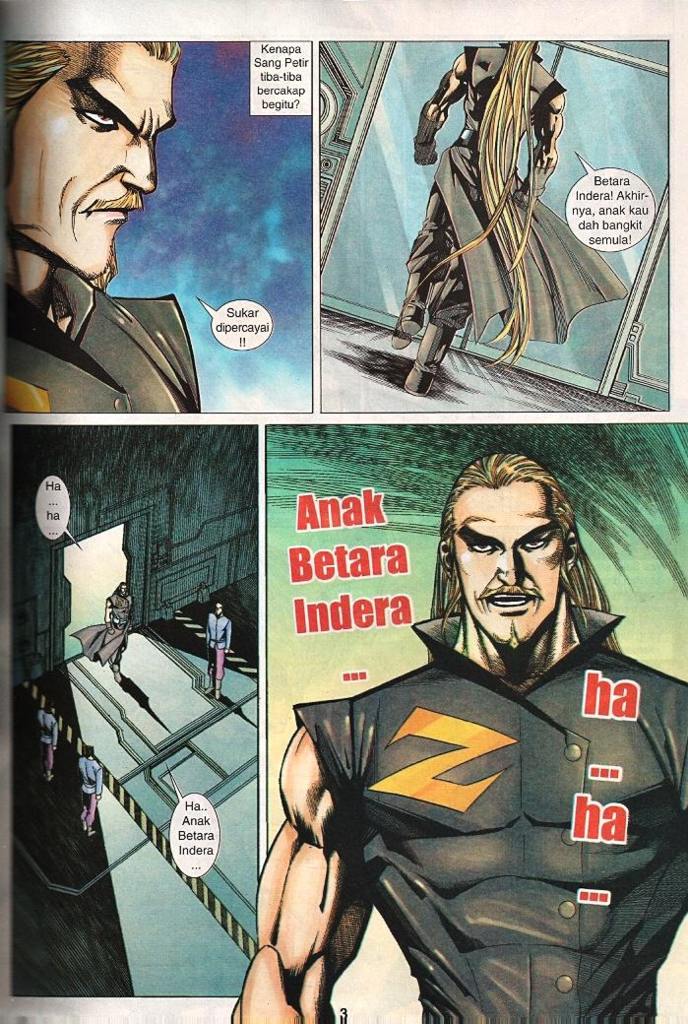 Kenapa
Sang Petir
tiba-tiba
bercakap
begitu?
Sukar
dipercayai
!!
Betara
Indera! Akhir-
nya, anak kau
dah bangkit
semula!
Ha
...
ha
...
Ha..
Anak
Betara
Indera
...
Anak
Betara
Indera
...
ha
...
ha
...
Z
3